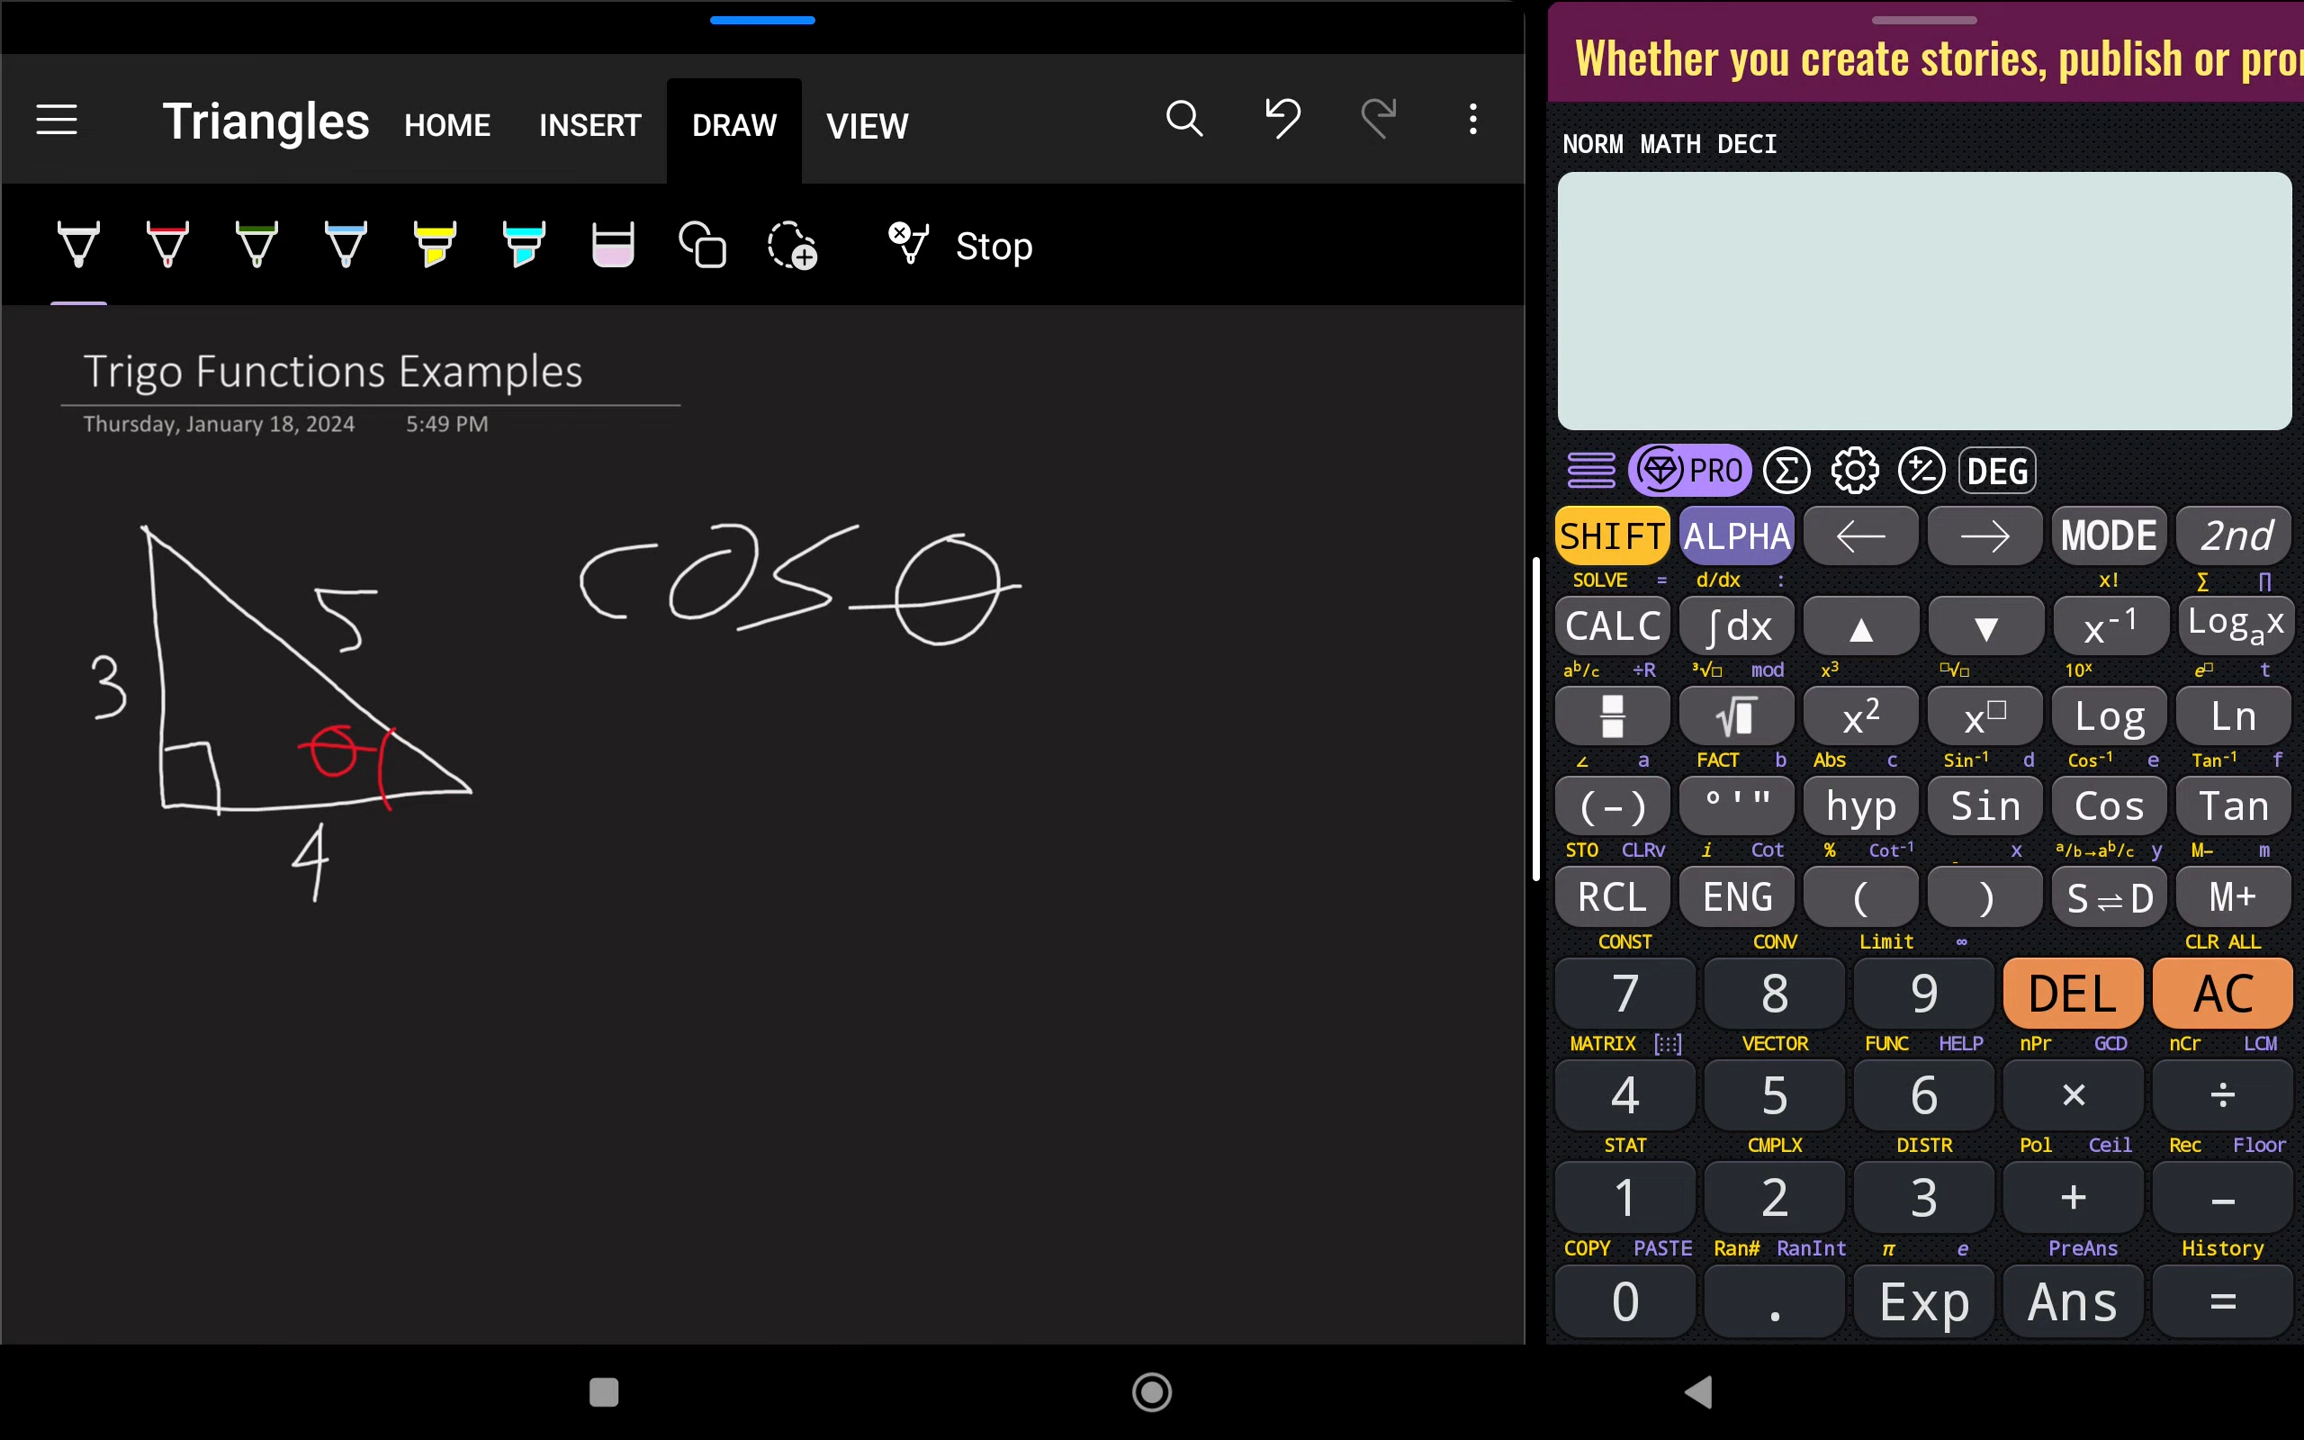 Whether you create stories, publish or pro
Triangles HOME INSERT DRAW VIEW
NORM MATH DECI
Stop
Trigo Functions Examples
Thursday, January 18, 2024 5:49 PM
5
3
θ
4
cos θ
PRO Σ DEG
SHIFT ALPHA ← → MODE 2nd
SOLVE = d/dx : x! Σ ∏
CALC ∫dx ▲ ▼ x⁻¹ Logₐx
aᵇ/c ÷R ³√□ mod x³ □√□ 10ˣ e□ t
√ x² x□ Log Ln
∠ a FACT b Abs c Sin⁻¹ d Cos⁻¹ e Tan⁻¹ f
(−) °'" hyp Sin Cos Tan
STO CLRv i Cot % Cot⁻¹ x a/b→aᵇ/c y M− m
RCL ENG ( ) S⇌D M+
CONST CONV Limit ∞ CLR ALL
7 8 9 DEL AC
MATRIX [:::] VECTOR FUNC HELP nPr GCD nCr LCM
4 5 6 × ÷
STAT CMPLX DISTR Pol Ceil Rec Floor
1 2 3 + −
COPY PASTE Ran# RanInt π e PreAns History
0 . Exp Ans =